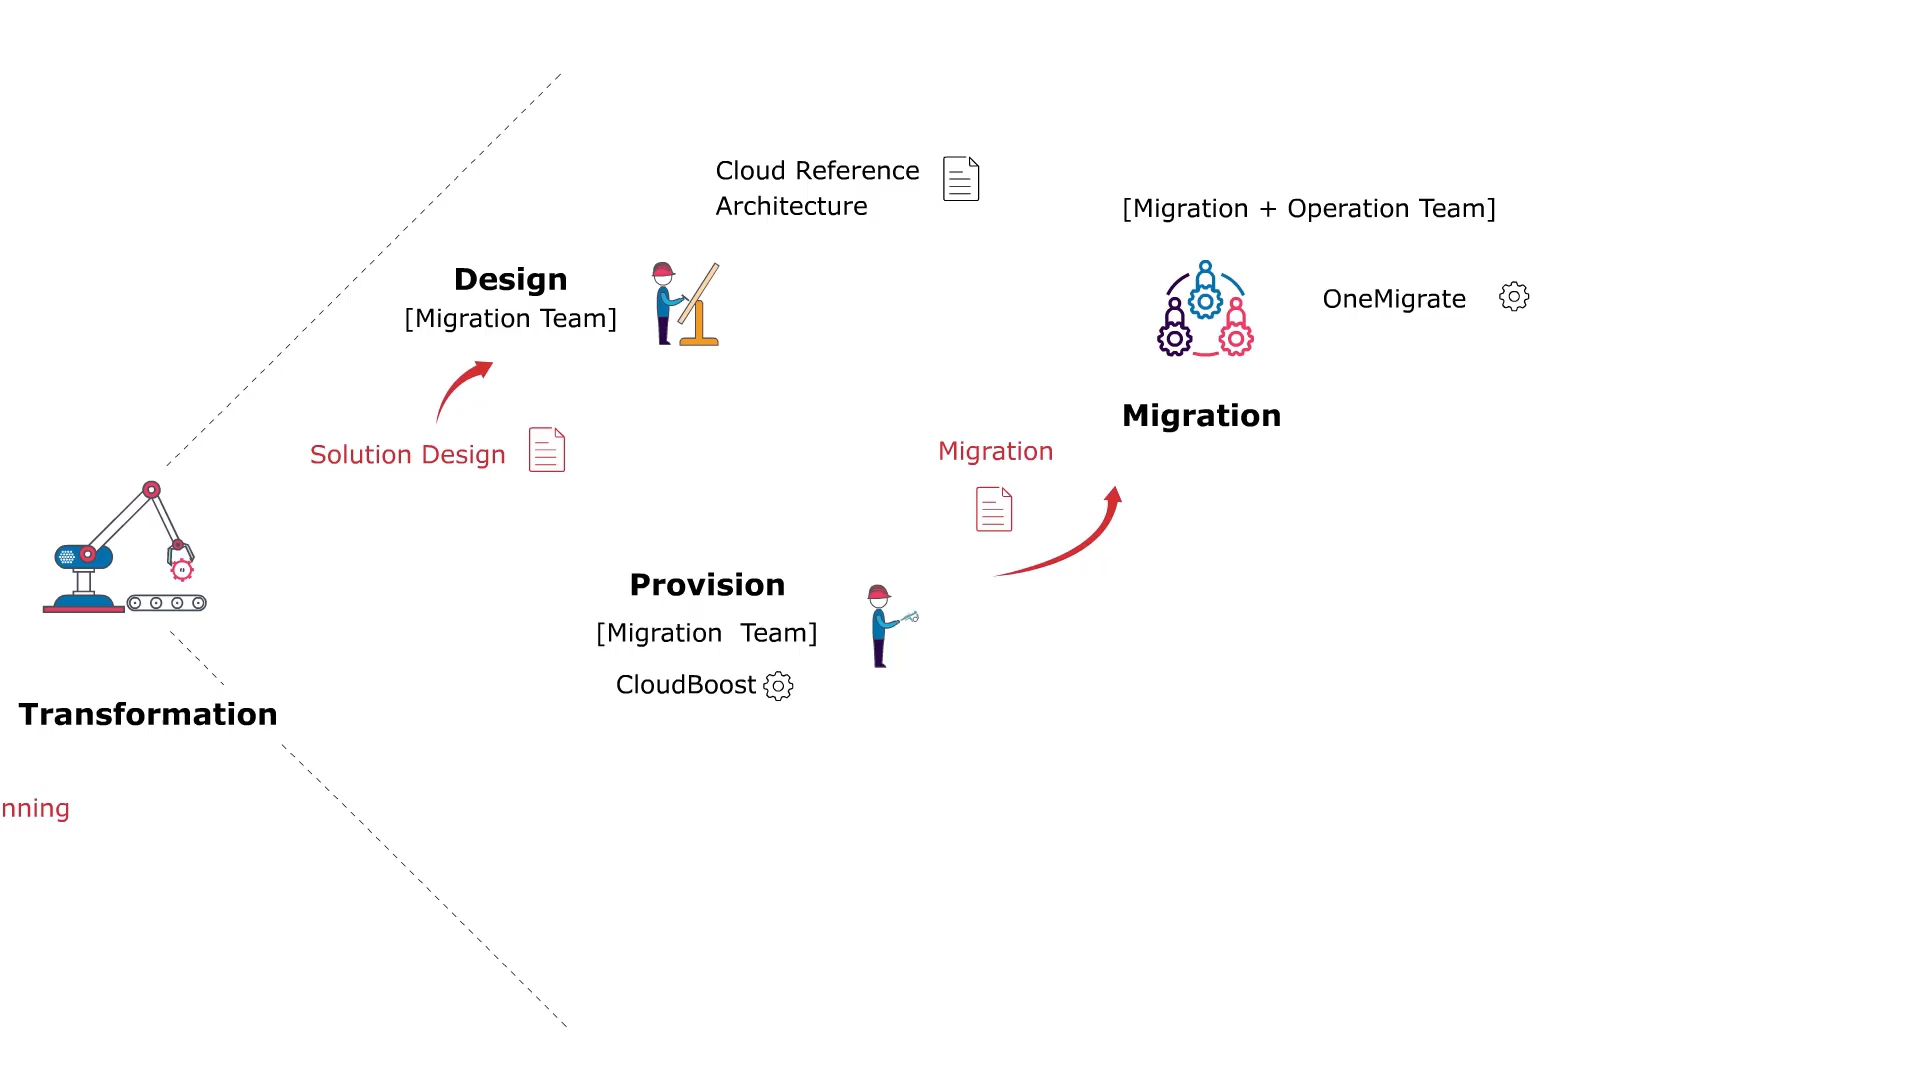 Cloud Reference
Architecture
[Migration + Operation Team]
Design
[Migration Team]
OneMigrate
Solution Design
Migration
Migration
Provision
[Migration  Team]
CloudBoost
Transformation
nning